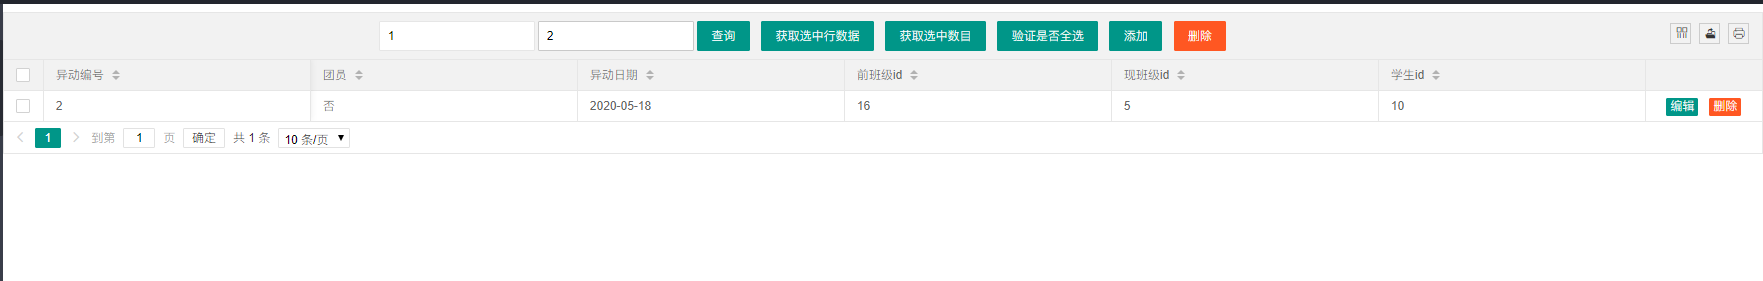 1 2 查询 获取选中行数据 获取选中数目 验证是否全选 添加 删除
异动编号 团员 异动日期 前班级id 现班级id 学生id
2 否 2020-05-18 16 5 10 编辑 删除
1 到第 1 页 确定 共 1 条 10 条/页